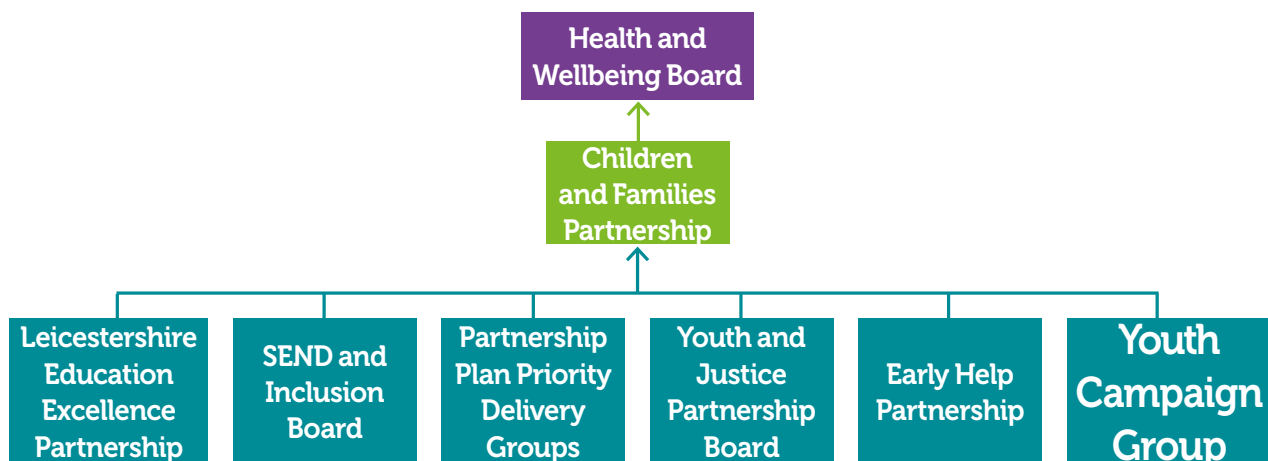 Health and
Wellbeing Board
Children
and Families
Partnership
Leicestershire
Education
Excellence
Partnership
SEND and
Inclusion
Board
Partnership
Plan Priority
Delivery
Groups
Youth and
Justice
Partnership
Board
Early Help
Partnership
Youth
Campaign
Group